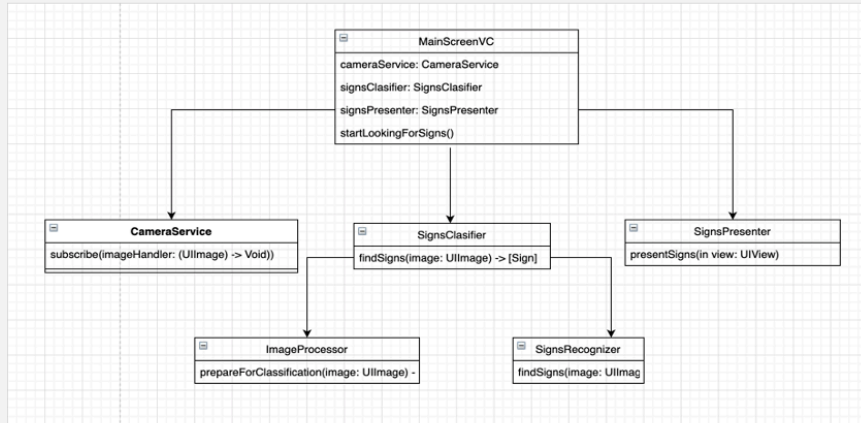 MainScreenVC
cameraService: CameraService
signsClasifier: SignsClasifier
signsPresenter: SignsPresenter
startLookingForSigns()
CameraService
subscribe(imageHandler: (UIImage) -> Void))
SignsClasifier
findSigns(image: UIImage) -> [Sign]
SignsPresenter
presentSigns(in view: UIView)
ImageProcessor
prepareForClassification(image: UIImage) -
SignsRecognizer
findSigns(image: UIImag